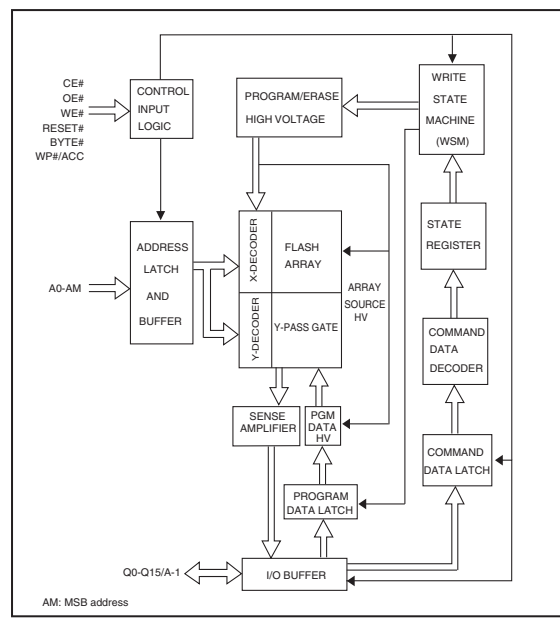 CE#
OE#
WE#
RESET#
BYTE#
WP#/ACC
CONTROL
INPUT
LOGIC
PROGRAM/ERASE
HIGH VOLTAGE
WRITE
STATE
MACHINE
(WSM)
STATE
REGISTER
A0-AM
ADDRESS
LATCH
AND
BUFFER
X-DECODER
FLASH
ARRAY
Y-DECODER
Y-PASS GATE
ARRAY
SOURCE
HV
COMMAND
DATA
DECODER
SENSE
AMPLIFIER
PGM
DATA
HV
COMMAND
DATA LATCH
PROGRAM
DATA LATCH
Q0-Q15/A-1
I/O BUFFER
AM: MSB address